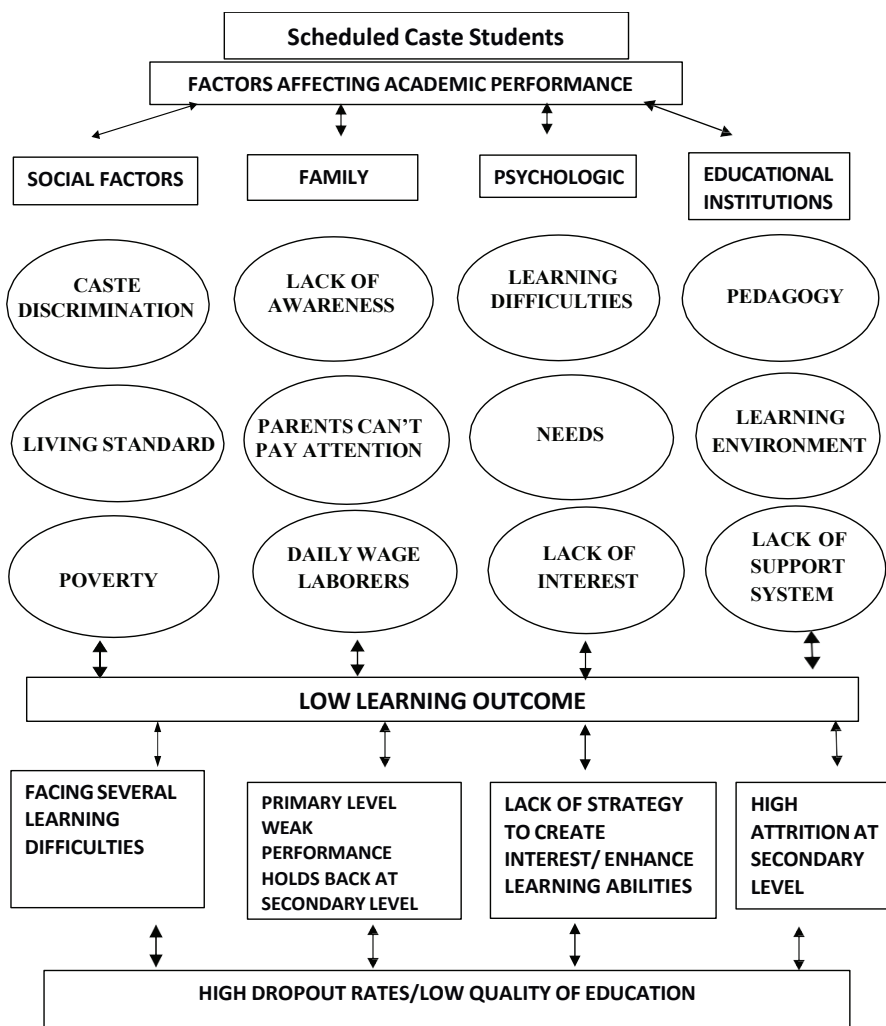 Scheduled Caste Students
FACTORS AFFECTING ACADEMIC PERFORMANCE
SOCIAL FACTORS
FAMILY
PSYCHOLOGIC
EDUCATIONAL
INSTITUTIONS
CASTE
DISCRIMINATION
LACK OF
AWARENESS
LEARNING
DIFFICULTIES
PEDAGOGY
LIVING STANDARD
PARENTS CAN’T
PAY ATTENTION
NEEDS
LEARNING
ENVIRONMENT
POVERTY
DAILY WAGE
LABORERS
LACK OF
INTEREST
LACK OF
SUPPORT
SYSTEM
LOW LEARNING OUTCOME
FACING SEVERAL
LEARNING
DIFFICULTIES
PRIMARY LEVEL
WEAK
PERFORMANCE
HOLDS BACK AT
SECONDARY LEVEL
LACK OF STRATEGY
TO CREATE
INTEREST/ ENHANCE
LEARNING ABILITIES
HIGH
ATTRITION AT
SECONDARY
LEVEL
HIGH DROPOUT RATES/LOW QUALITY OF EDUCATION